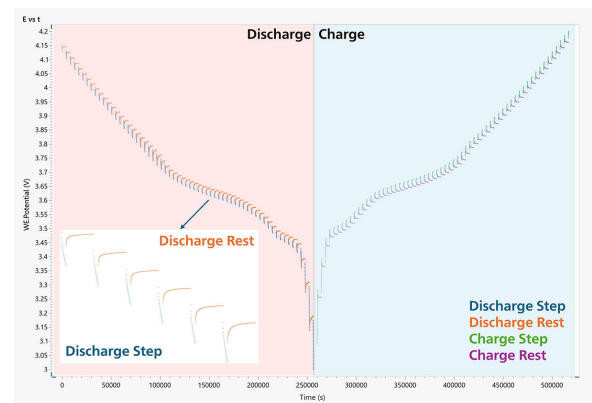 E vs t
Discharge Charge
4.2
4.15
4.1
4.05
4
3.95
3.9
3.85
3.8
3.75
3.7
3.65
3.6
3.55
3.5
3.45
3.4
3.35
3.3
3.25
3.2
3.15
3.1
3.05
3
WE Potential (V)
Discharge Rest
Discharge Step
Discharge Step
Discharge Rest
Charge Step
Charge Rest
0 50000 100000 150000 200000 250000 300000 350000 400000 450000 500000
Time (s)